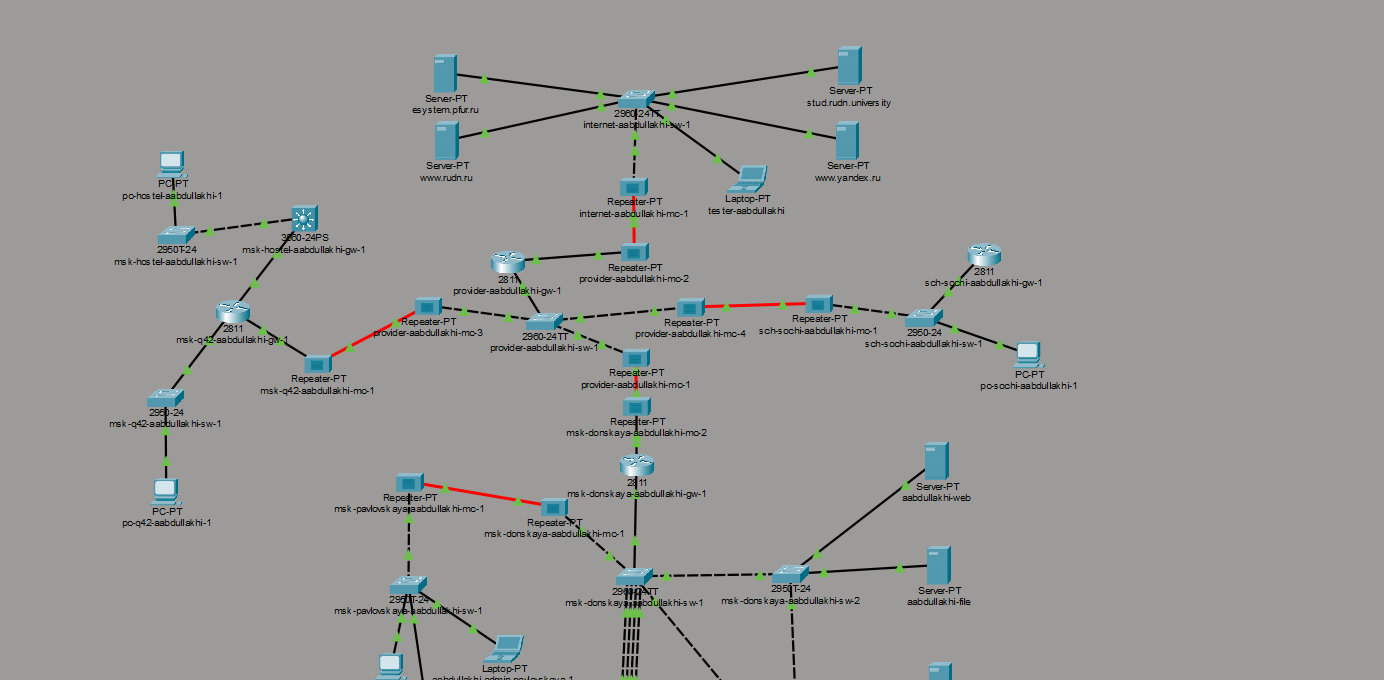 Server-PT
esystem.pfur.ru
Server-PT
stud.rudn.university
2960-24TT
internet-aabdullakhi-sw-1
Server-PT
www.rudn.ru
Server-PT
www.yandex.ru
PC-PT
pc-hostel-aabdullakhi-1
Repeater-PT
internet-aabdullakhi-mc-1
Laptop-PT
tester-aabdullakhi
3560-24PS
msk-hostel-aabdullakhi-gw-1
2950T-24
msk-hostel-aabdullakhi-sw-1
Repeater-PT
provider-aabdullakhi-mc-2
2811
provider-aabdullakhi-gw-1
2811
sch-sochi-aabdullakhi-gw-1
2811
msk-q42-aabdullakhi-gw-1
Repeater-PT
provider-aabdullakhi-mc-3
2960-24TT
provider-aabdullakhi-sw-1
Repeater-PT
provider-aabdullakhi-mc-4
Repeater-PT
sch-sochi-aabdullakhi-mc-1
2950-24
sch-sochi-aabdullakhi-sw-1
Repeater-PT
msk-q42-aabdullakhi-mc-1
Repeater-PT
provider-aabdullakhi-mc-1
PC-PT
pc-sochi-aabdullakhi-1
2950-24
msk-q42-aabdullakhi-sw-1
Repeater-PT
msk-donskaya-aabdullakhi-mc-2
2811
msk-donskaya-aabdullakhi-gw-1
Server-PT
aabdullakhi-web
PC-PT
pc-q42-aabdullakhi-1
Repeater-PT
msk-pavlovskaya-aabdullakhi-mc-1
Repeater-PT
msk-donskaya-aabdullakhi-mc-1
2950T-24
msk-pavlovskaya-aabdullakhi-sw-1
2960-24TT
msk-donskaya-aabdullakhi-sw-1
2950T-24
msk-donskaya-aabdullakhi-sw-2
Server-PT
aabdullakhi-file
Laptop-PT